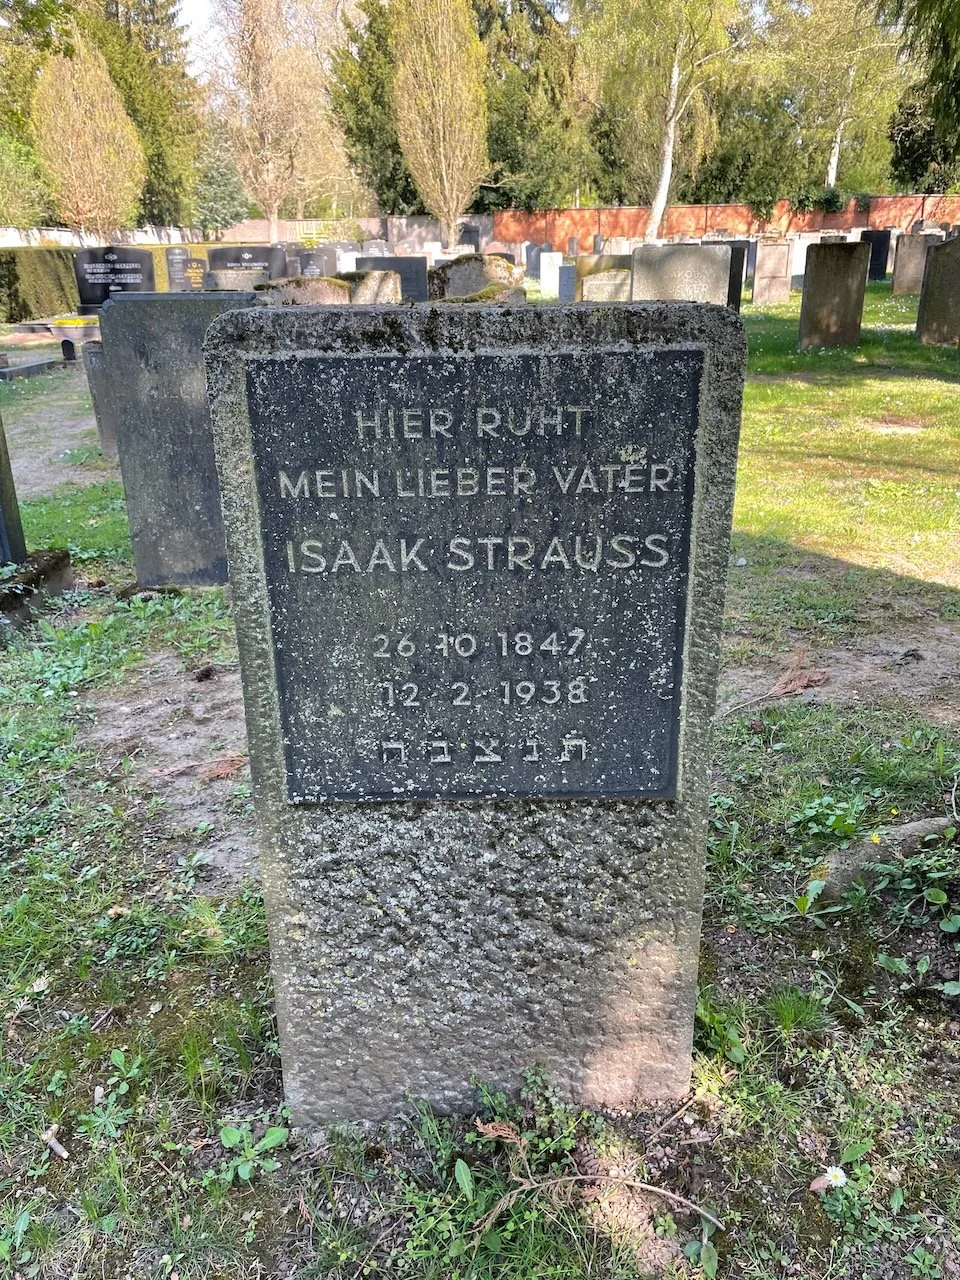 HIER RUHT
MEIN LIEBER VATER
ISAAK STRAUSS
26.10.1847
12.2.1938
ת נ צ ב ה